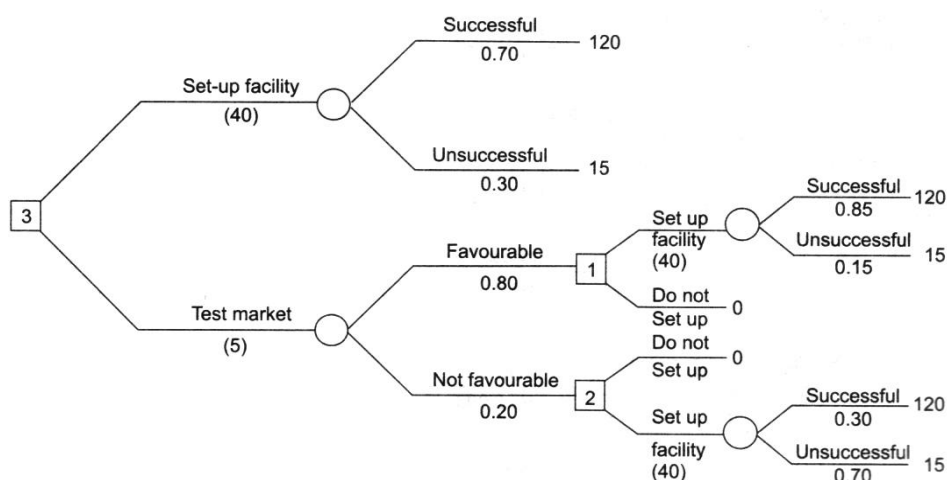 Successful
0.70
120
Set-up facility
(40)
Unsuccessful
0.30
15
3
Test market
(5)
Favourable
0.80
1
Set up
facility
(40)
Successful
0.85
120
Unsuccessful
0.15
15
Do not
Set up
0
Not favourable
0.20
2
Do not
Set up
0
Set up
facility
(40)
Successful
0.30
120
Unsuccessful
0.70
15